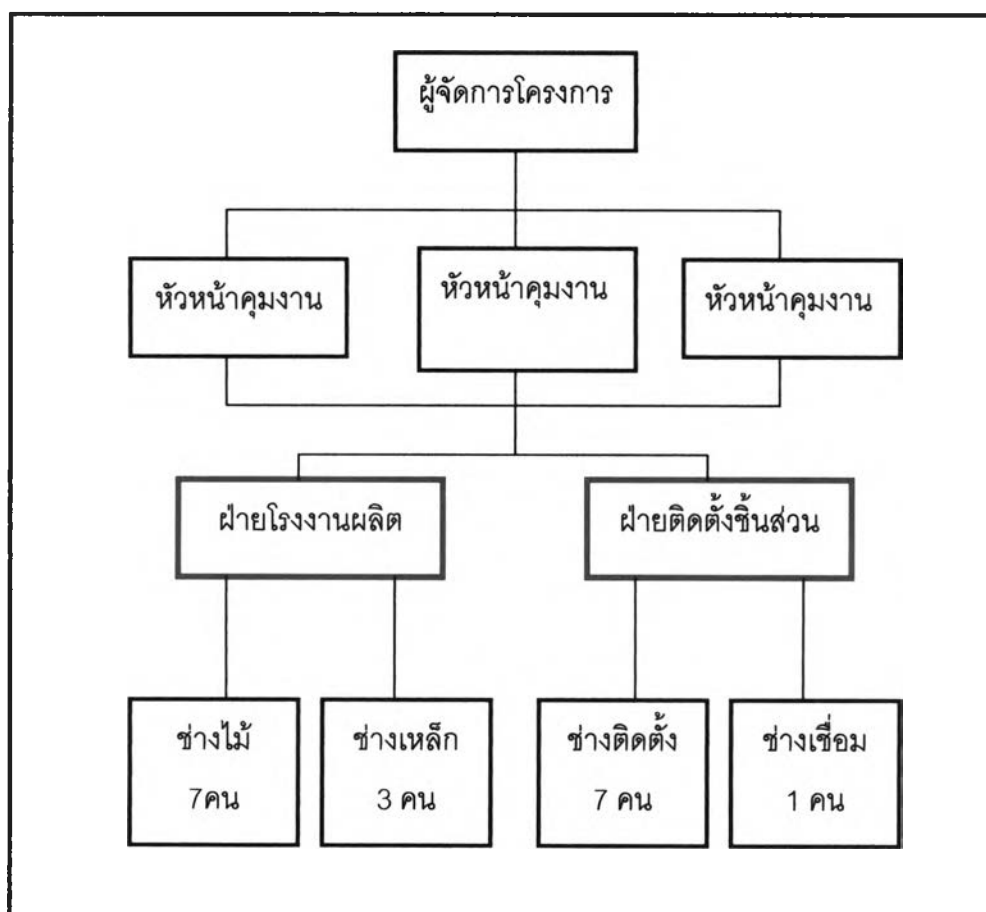 ผู้จัดการโครงการ
หัวหน้าคุมงาน
หัวหน้าคุมงาน
หัวหน้าคุมงาน
ฝ่ายโรงงานผลิต
ฝ่ายติดตั้งชิ้นส่วน
ช่างไม้
7คน
ช่างเหล็ก
3 คน
ช่างติดตั้ง
7 คน
ช่างเชื่อม
1 คน